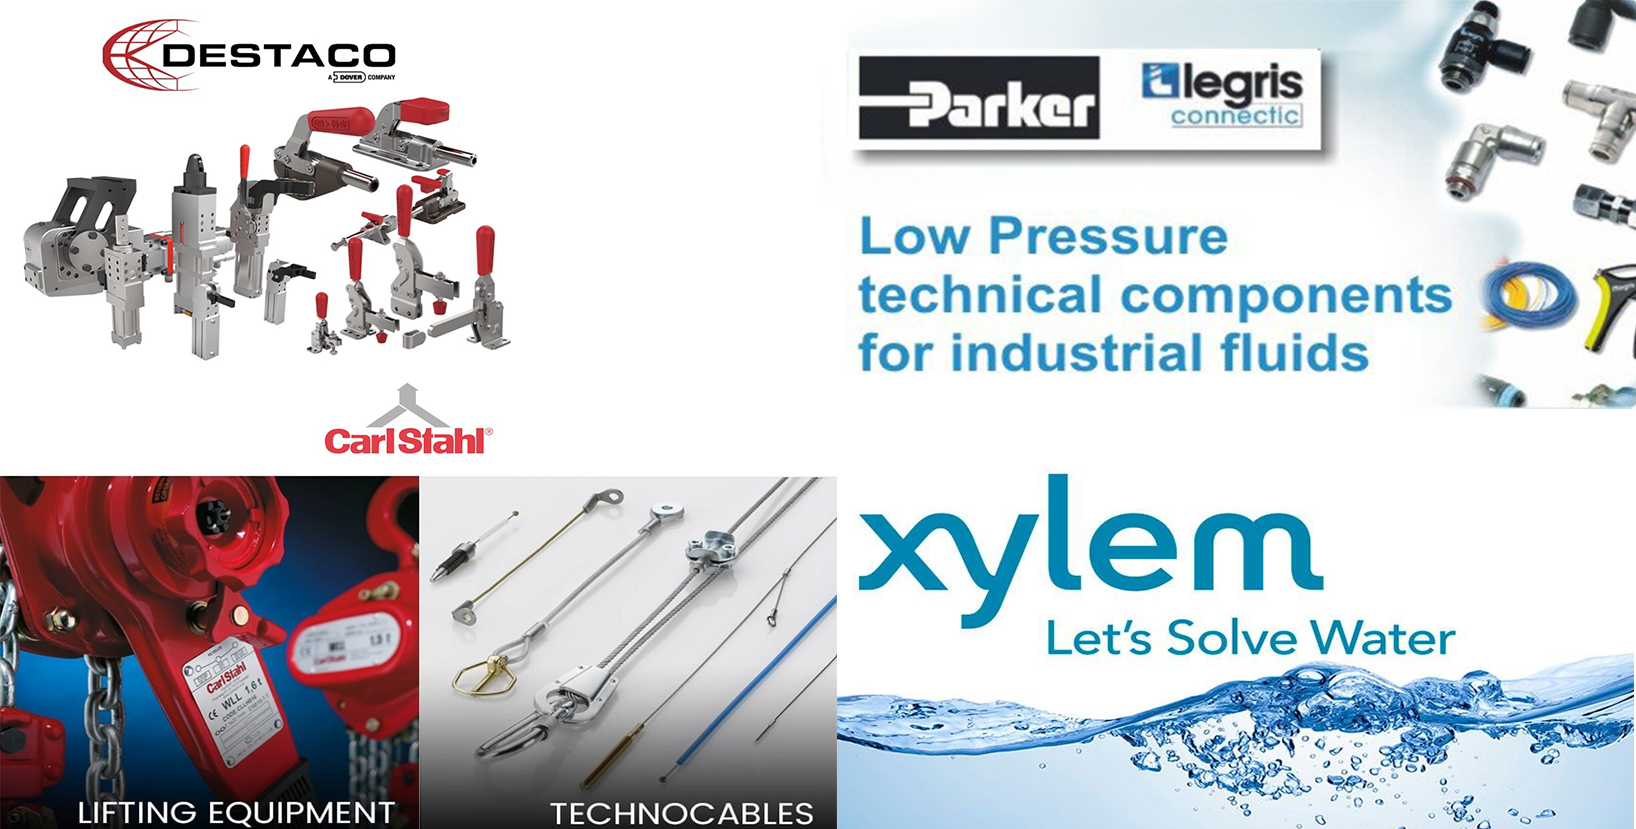 DESTACO
A DOVER COMPANY
Parker
legris
connectic
Low Pressure
technical components
for industrial fluids
CarlStahl®
CarlStahl
WLL 1,6 t
LIFTING EQUIPMENT
TECHNOCABLES
xylem
Let's Solve Water